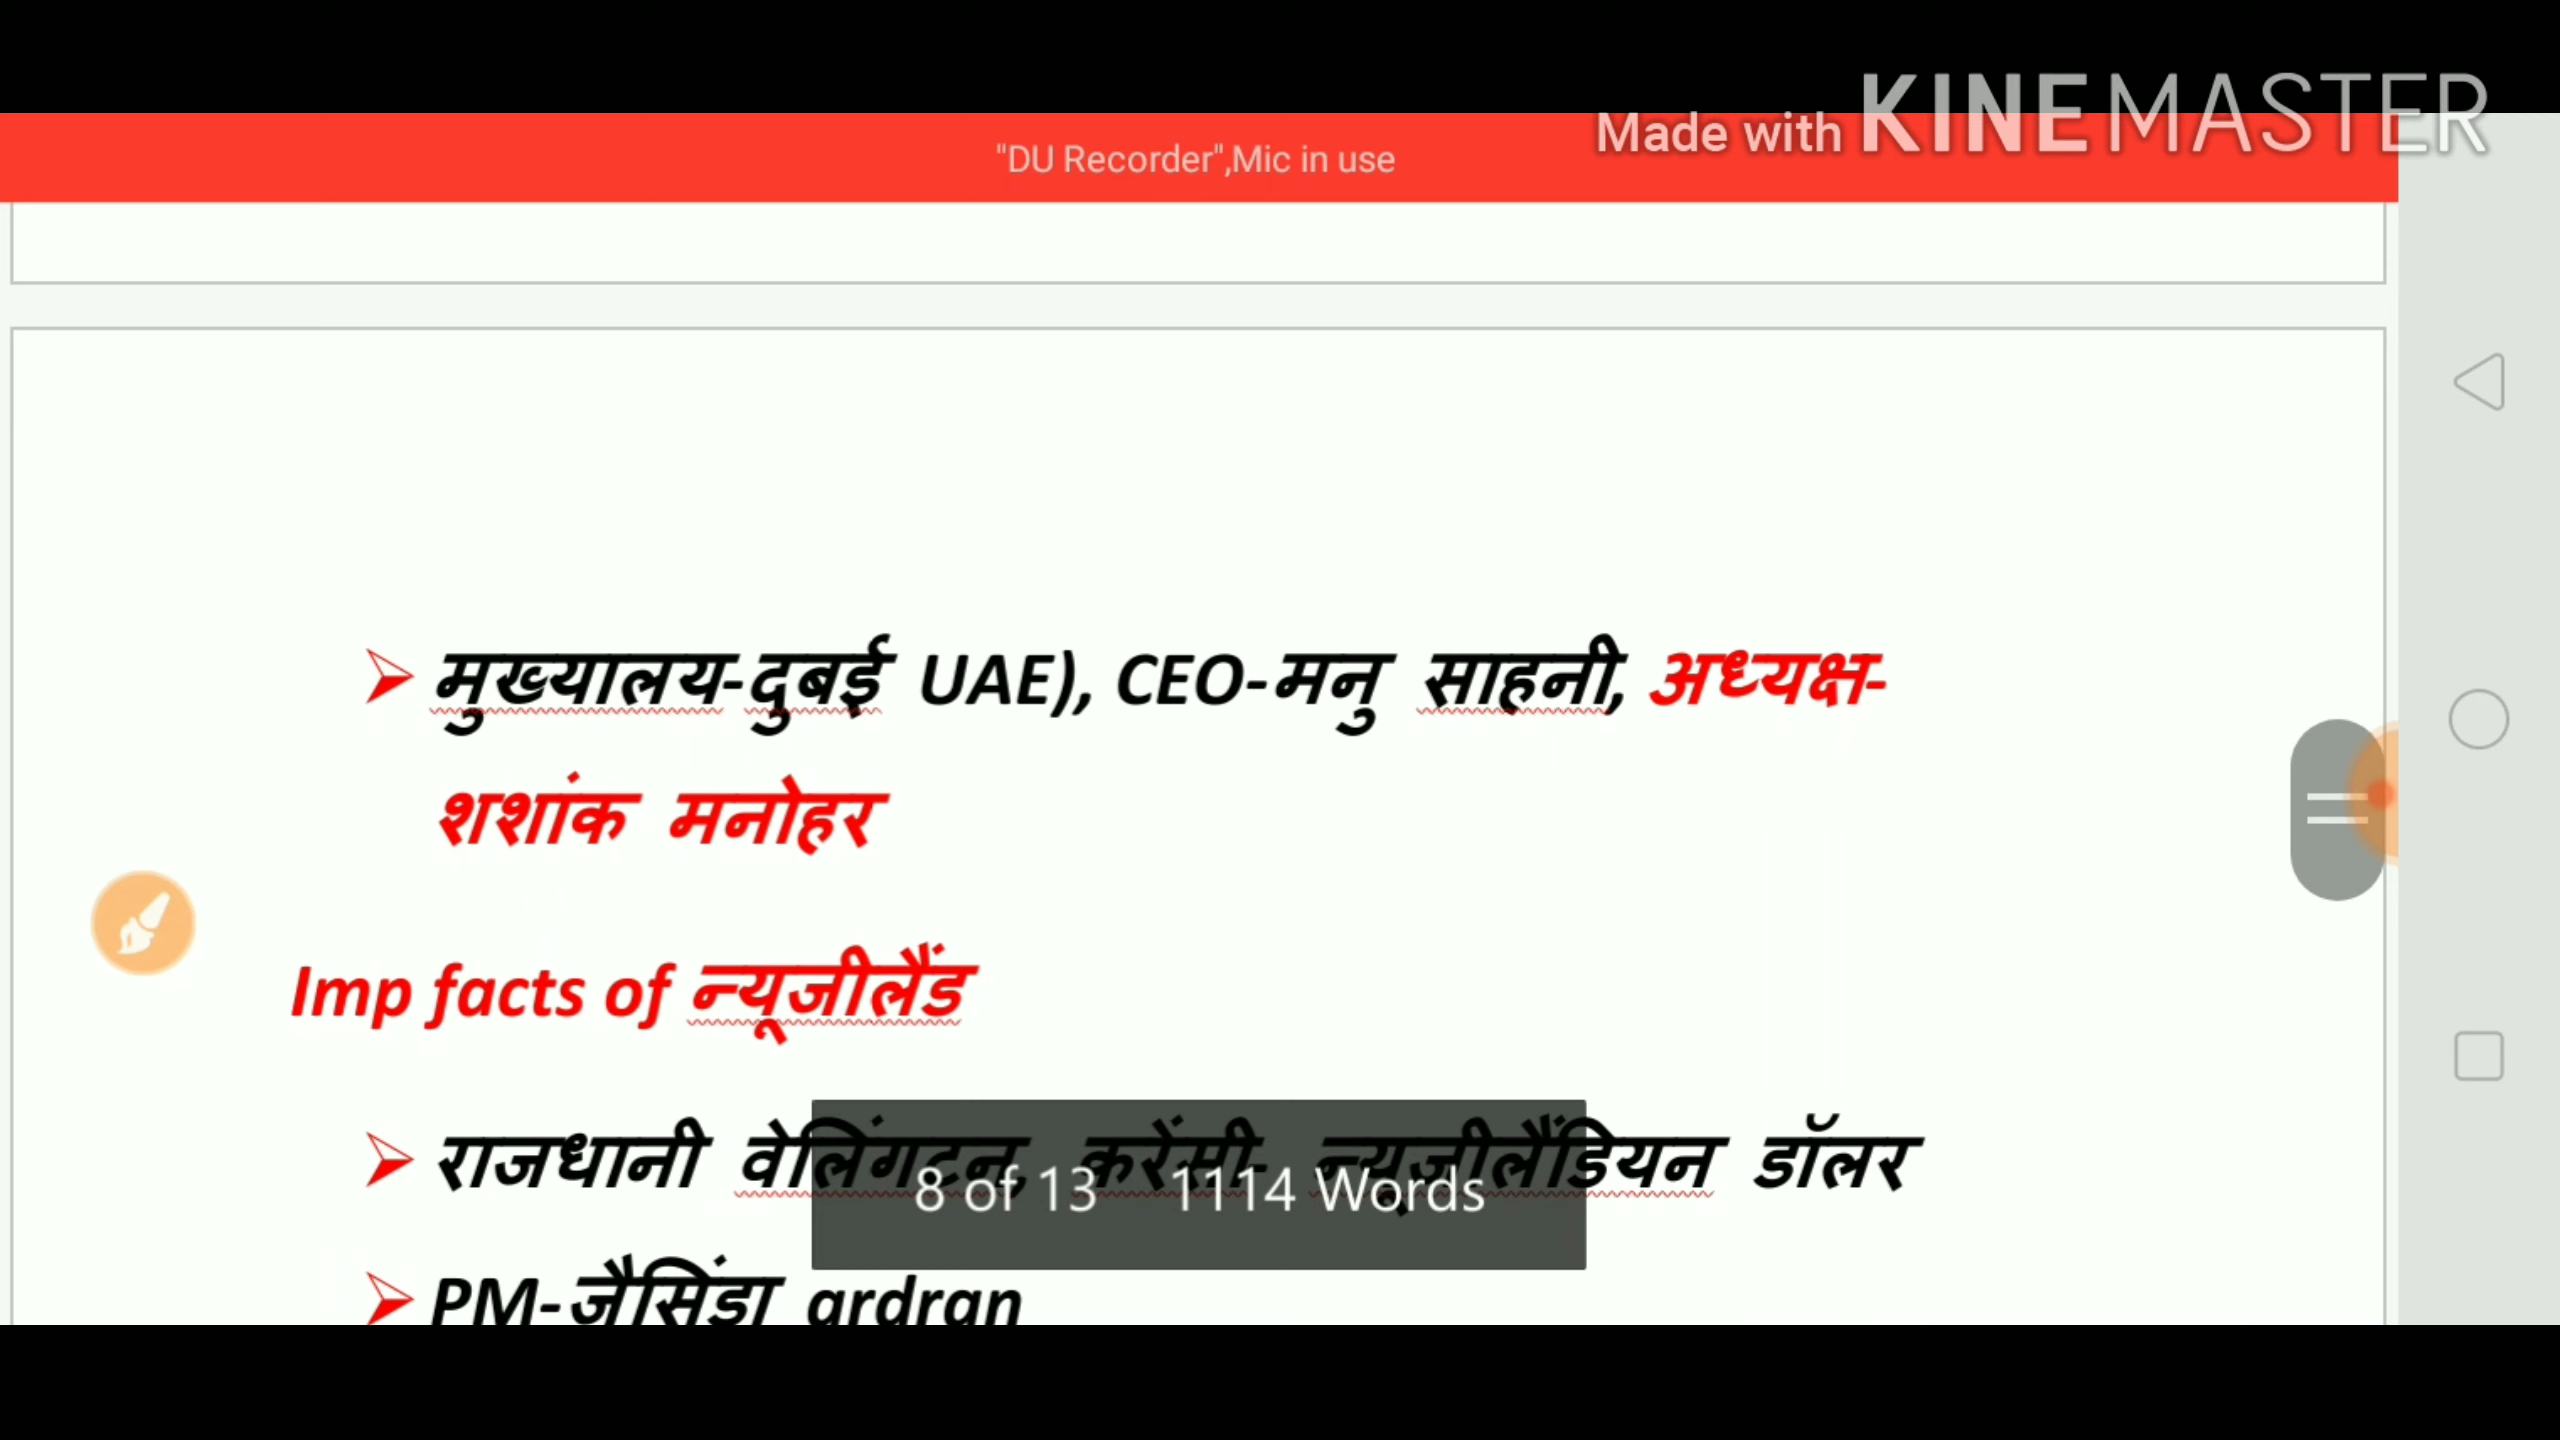 Made with KINEMASTER
"DU Recorder",Mic in use
मुख्यालय-दुबई UAE), CEO-मनु साहनी, अध्यक्ष-
शशांक मनोहर
Imp facts of न्यूजीलैंड
राजधानी वेलिंगटन, करेंसी- न्यूज़ीलैंडियन डॉलर
8 of 13 1114 Words
PM-जैसिंडा ardran